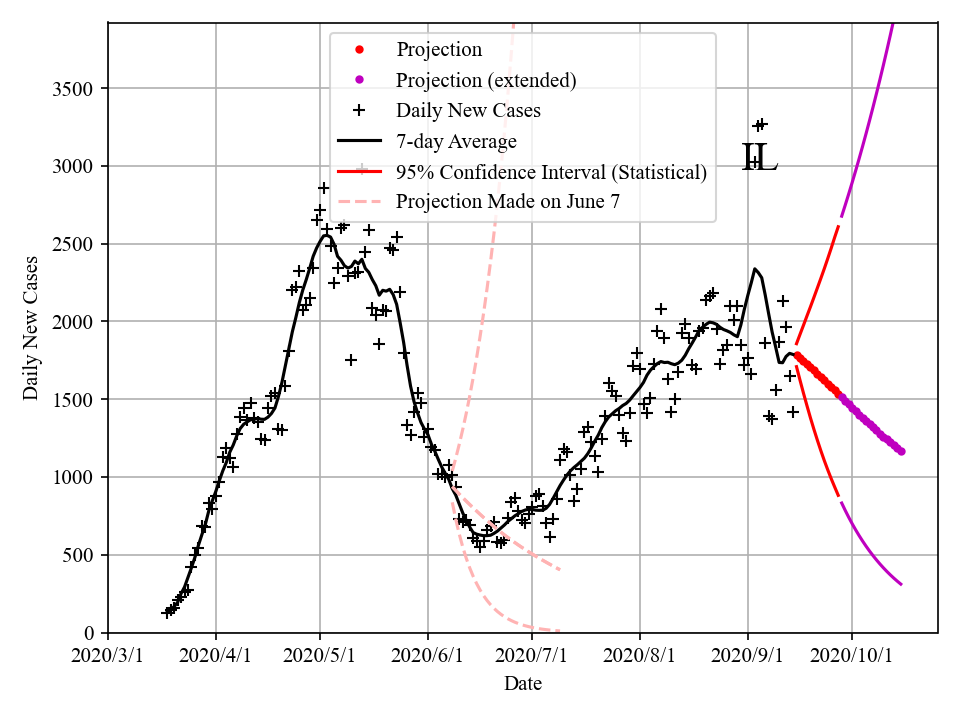 Projection
Projection (extended)
Daily New Cases
7-day Average
95% Confidence Interval (Statistical)
Projection Made on June 7
IL
3500
3000
2500
2000
1500
1000
500
0
Daily New Cases
2020/3/1 2020/4/1 2020/5/1 2020/6/1 2020/7/1 2020/8/1 2020/9/1 2020/10/1
Date